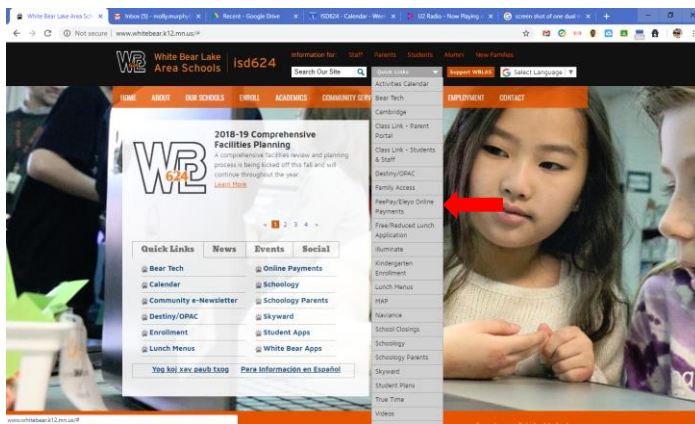 White Bear Lake Area Sch
Inbox (5) - mollymurphy
Recent - Google Drive
ISD624 - Calendar - Wee
U2 Radio - Now Playing
screen shot of one dual
Not secure | www.whitebear.k12.mn.us/#
Information for: Staff Parents Students Alumni New Families
WB 624
White Bear Lake
Area Schools
isd624
Search Our Site
Quick Links
Support WBLAS
Select Language
HOME ABOUT OUR SCHOOLS ENROLL ACADEMICS COMMUNITY SERV
EMPLOYMENT CONTACT
Activities Calendar
Bear Tech
Cambridge
Class Link - Parent
Portal
Class Link - Students
& Staff
Destiny/OPAC
Family Access
FeePay/Eleyo Online
Payments
Free/Reduced Lunch
Application
Illuminate
Kindergarten
Enrollment
Lunch Menus
MAP
Naviance
School Closings
Schoology
Schoology Parents
Skyward
Student Plans
True Time
Videos
WBL 624
2018-19 Comprehensive
Facilities Planning
A comprehensive facilities review and planning
process is being kicked off this fall and will
continue throughout the year.
Learn More
« 1 2 3 4 »
Quick Links News Events Social
Bear Tech
Calendar
Community e-Newsletter
Destiny/OPAC
Enrollment
Lunch Menus
Online Payments
Schoology
Schoology Parents
Skyward
Student Apps
White Bear Apps
Yog koj xav paub txog
Para Información en Español
www.whitebear.k12.mn.us/#